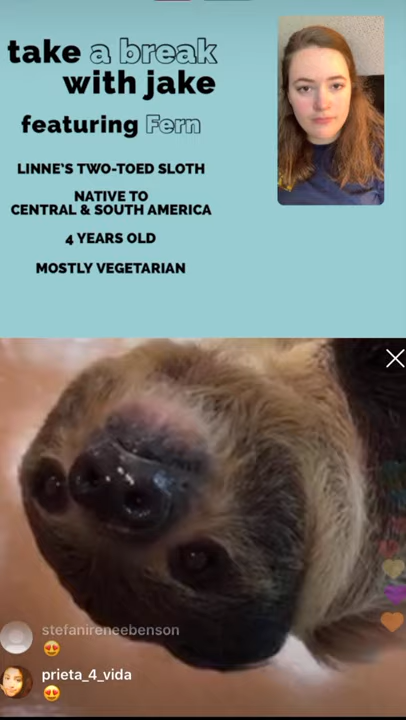 take a break
with jake
featuring Fern
LINNE'S TWO-TOED SLOTH
NATIVE TO
CENTRAL & SOUTH AMERICA
4 YEARS OLD
MOSTLY VEGETARIAN
stefanireneebenson
😍
prieta_4_vida
😍